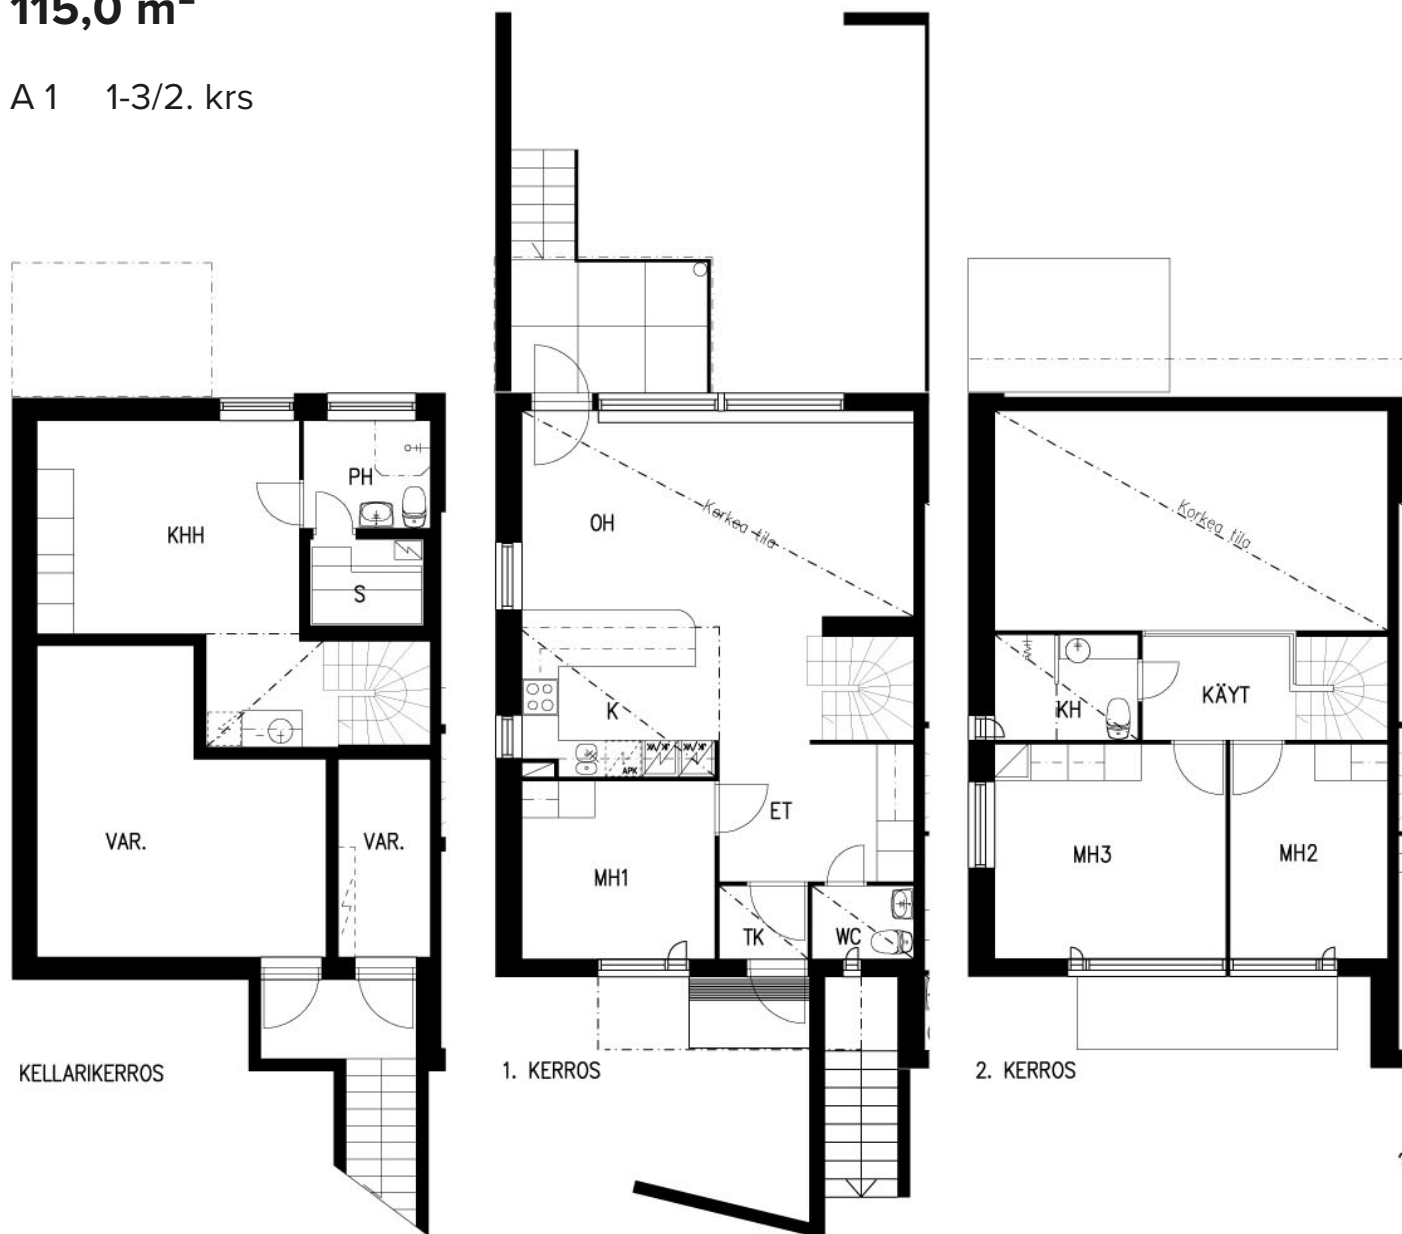 115,0 m²
A 1 1-3/2. krs
PH
KHH
S
VAR.
VAR.
KELLARIKERROS
OH
Korkea tila
K
APK
ET
MH1
TK
WC
1. KERROS
Korkea tila
KH
KÄYT
MH3
MH2
2. KERROS